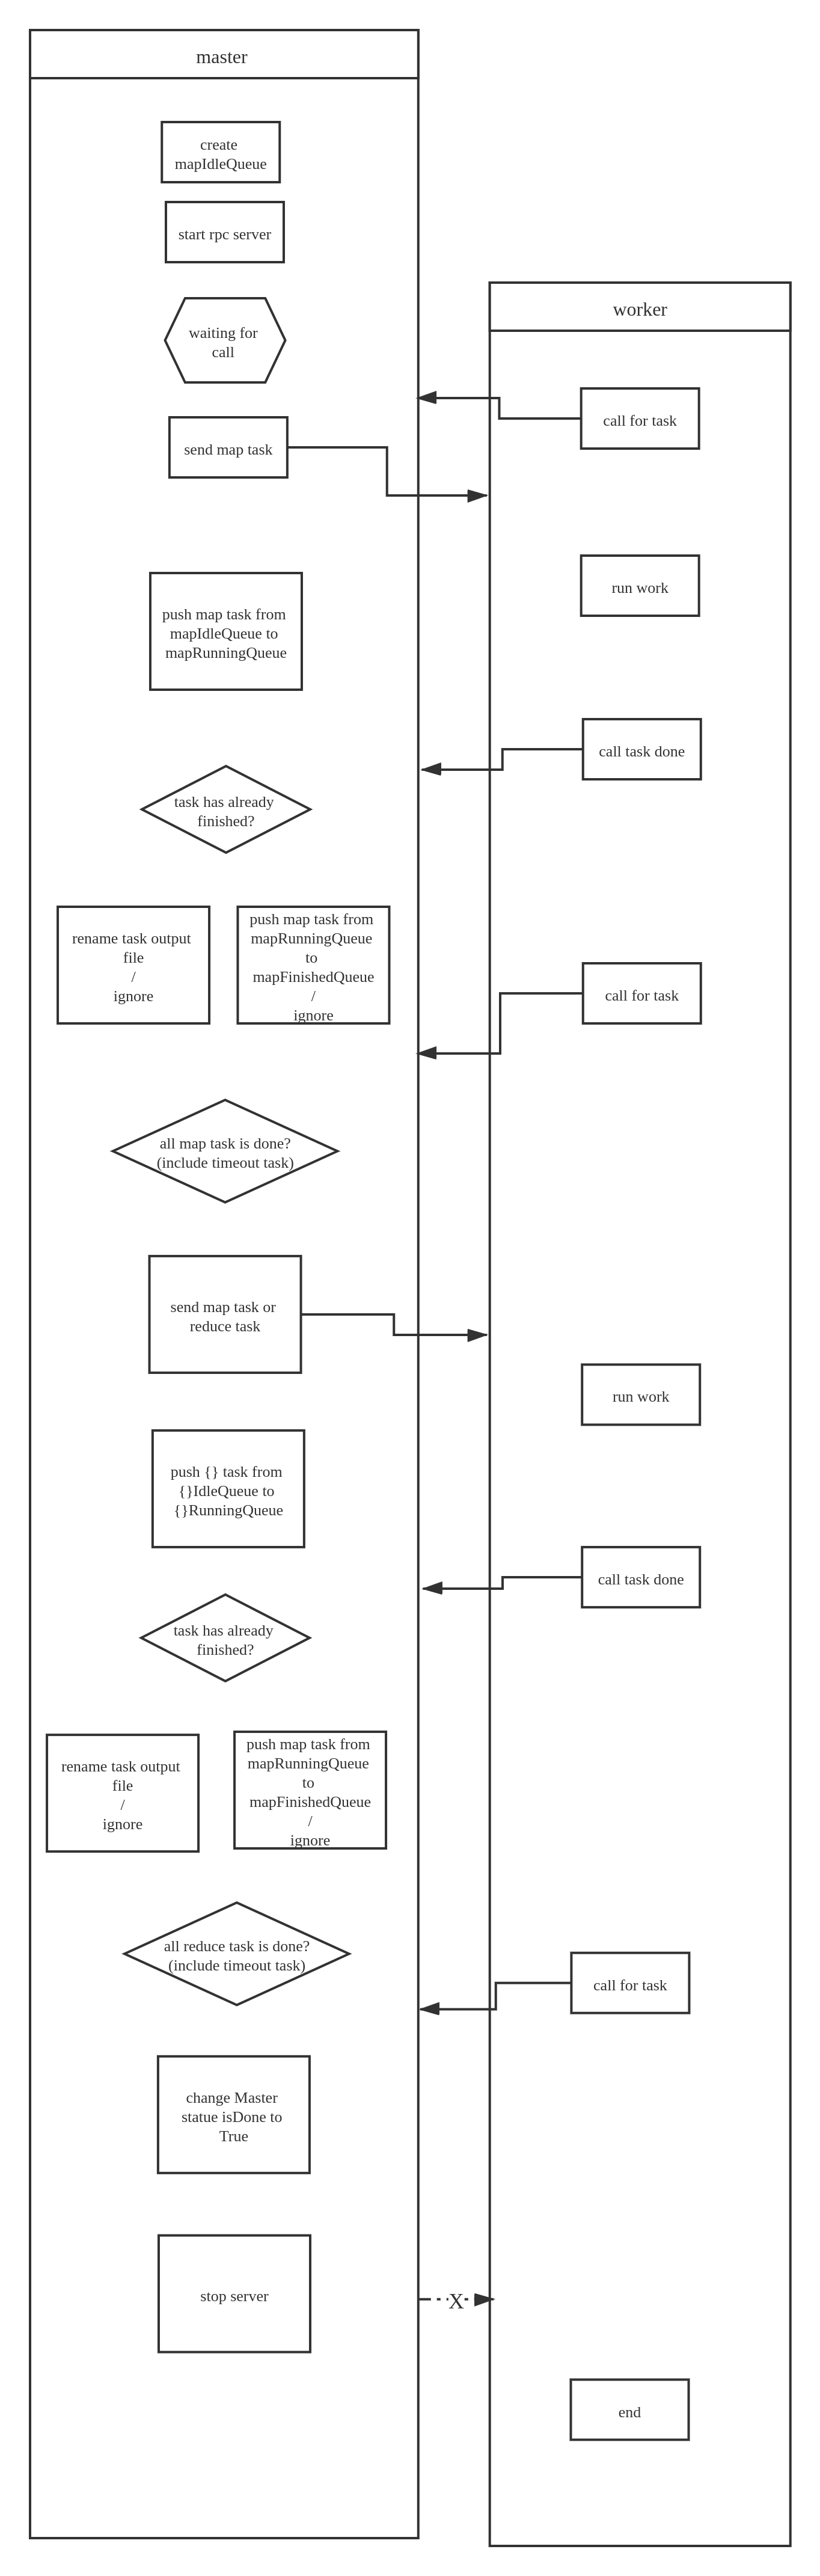 master
create
mapIdleQueue
start rpc server
worker
waiting for
call
call for task
send map task
run work
push map task from
mapIdleQueue to
mapRunningQueue
call task done
task has already
finished?
rename task output
file
/
ignore
push map task from
mapRunningQueue
to
mapFinishedQueue
/
ignore
call for task
all map task is done?
(include timeout task)
send map task or
reduce task
run work
push {} task from
{}IdleQueue to
{}RunningQueue
call task done
task has already
finished?
rename task output
file
/
ignore
push map task from
mapRunningQueue
to
mapFinishedQueue
/
ignore
all reduce task is done?
(include timeout task)
call for task
change Master
statue isDone to
True
stop server
X
end